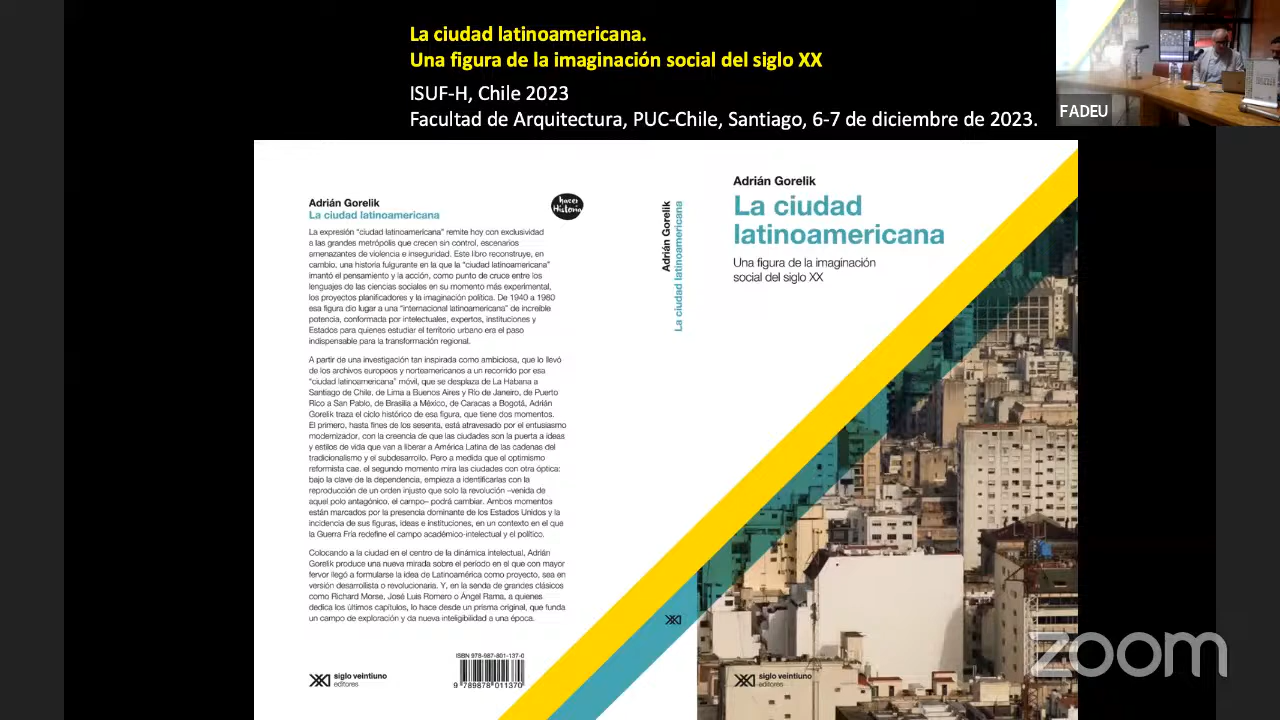 La ciudad latinoamericana.
Una figura de la imaginación social del siglo XX
ISUF-H, Chile 2023
Facultad de Arquitectura, PUC-Chile, Santiago, 6-7 de diciembre de 2023.
FADEU
Adrián Gorelik
La ciudad latinoamericana
hacer
Historia
La expresión “ciudad latinoamericana” remite hoy con exclusividad
a las grandes metrópolis que crecen sin control, escenarios
amenazantes de violencia e inseguridad. Este libro reconstruye, en
cambio, una historia fulgurante en la que la “ciudad latinoamericana”
imantó el pensamiento y la acción, como punto de cruce entre los
lenguajes de las ciencias sociales en su momento más experimental,
los proyectos planificadores y la imaginación política. De 1940 a 1980
esa figura dio lugar a una “internacional latinoamericana” de increíble
potencia, conformada por intelectuales, expertos, instituciones y
Estados para quienes estudiar el territorio urbano era el paso
indispensable para la transformación regional.
A partir de una investigación tan inspirada como ambiciosa, que lo llevó
de los archivos europeos y norteamericanos a un recorrido por esa
“ciudad latinoamericana” móvil, que se desplaza de La Habana a
Santiago de Chile, de Lima a Buenos Aires y Río de Janeiro, de Puerto
Rico a San Pablo, de Brasilia a México, de Caracas a Bogotá, Adrián
Gorelik traza el ciclo histórico de esa figura, que tiene dos momentos.
El primero, hasta fines de los sesenta, está atravesado por el entusiasmo
modernizador, con la creencia de que las ciudades son la puerta a ideas
y estilos de vida que van a liberar a América Latina de las cadenas del
tradicionalismo y el subdesarrollo. Pero a medida que el optimismo
reformista cae, el segundo momento mira las ciudades con otra óptica:
bajo la clave de la dependencia, empieza a identificarlas con la
reproducción de un orden injusto que solo la revolución –venida de
aquel polo antagónico, el campo– podrá cambiar. Ambos momentos
están marcados por la presencia dominante de los Estados Unidos y la
incidencia de sus figuras, ideas e instituciones, en un contexto en el que
la Guerra Fría redefine el campo académico-intelectual y el político.
Colocando a la ciudad en el centro de la dinámica intelectual, Adrián
Gorelik produce una nueva mirada sobre el período en el que con mayor
fervor llegó a formularse la idea de Latinoamérica como proyecto, sea en
versión desarrollista o revolucionaria. Y, en la senda de grandes clásicos
como Richard Morse, José Luis Romero o Ángel Rama, a quienes
dedica los últimos capítulos, lo hace desde un prisma original, que funda
un campo de exploración y da nueva inteligibilidad a una época.
ISBN 978-987-801-137-0
9 789878 011370
siglo veintiuno
editores
Adrián Gorelik
La ciudad latinoamericana
Adrián Gorelik
La ciudad
latinoamericana
Una figura de la imaginación
social del siglo XX
siglo veintiuno
editores
zoom